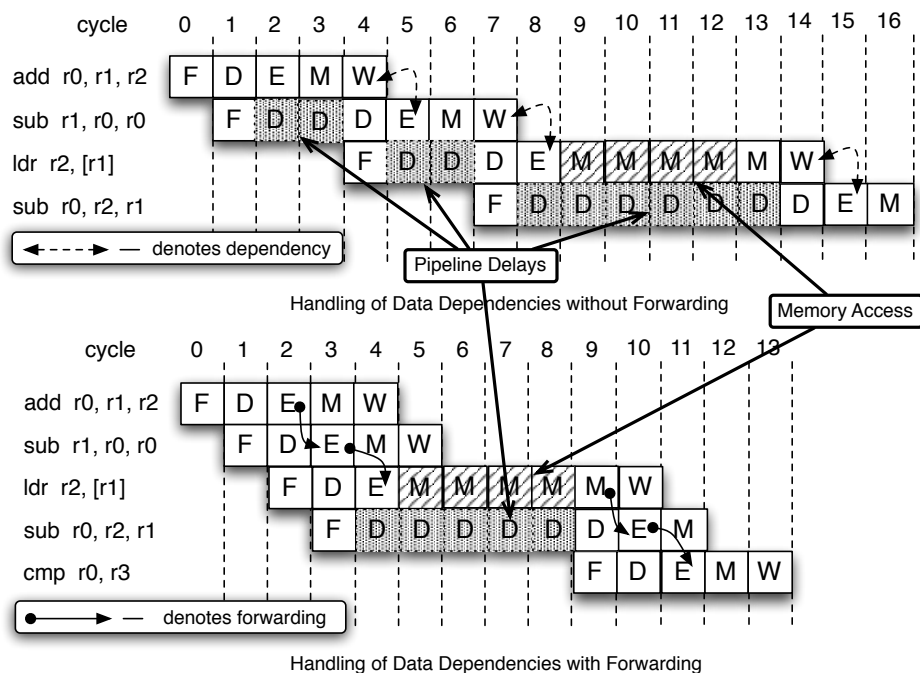 cycle 0 1 2 3 4 5 6 7 8 9 10 11 12 13 14 15 16
add r0, r1, r2 F D E M W
sub r1, r0, r0 F D D D E M W
ldr r2, [r1] F D D D E M M M M M W
sub r0, r2, r1 F D D D D D D D E M
— denotes dependency
Pipeline Delays
Handling of Data Dependencies without Forwarding
Memory Access
cycle 0 1 2 3 4 5 6 7 8 9 10 11 12 13
add r0, r1, r2 F D E M W
sub r1, r0, r0 F D E M W
ldr r2, [r1] F D E M M M M M W
sub r0, r2, r1 F D D D D D D E M
cmp r0, r3 F D E M W
— denotes forwarding
Handling of Data Dependencies with Forwarding